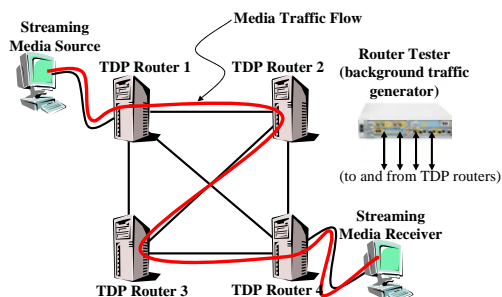 Media Traffic Flow
Streaming
Media Source
TDP Router 1
TDP Router 2
Router Tester
(background traffic
generator)
(to and from TDP routers)
Streaming
Media Receiver
TDP Router 3
TDP Router 4